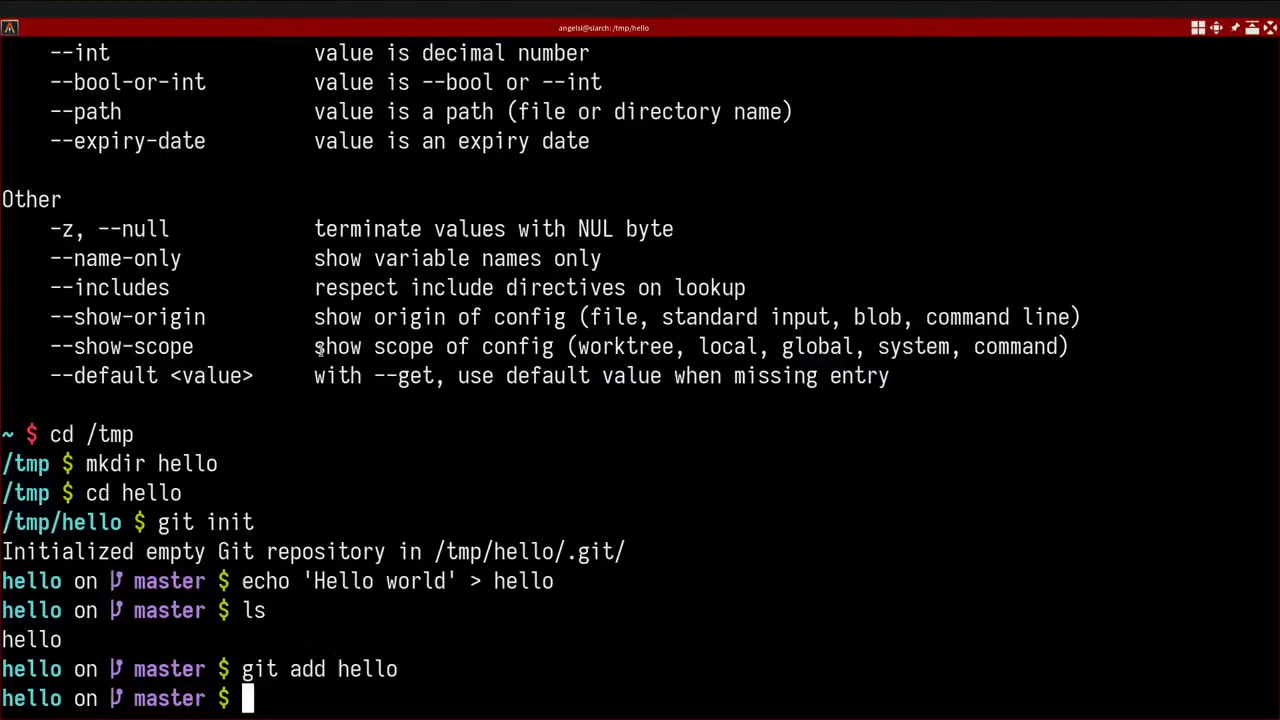 angelsl@slarch: /tmp/hello
--int value is decimal number
--bool-or-int value is --bool or --int
--path value is a path (file or directory name)
--expiry-date value is an expiry date
Other
-z, --null terminate values with NUL byte
--name-only show variable names only
--includes respect include directives on lookup
--show-origin show origin of config (file, standard input, blob, command line)
--show-scope show scope of config (worktree, local, global, system, command)
--default <value> with --get, use default value when missing entry
~ $ cd /tmp
/tmp $ mkdir hello
/tmp $ cd hello
/tmp/hello $ git init
Initialized empty Git repository in /tmp/hello/.git/
hello on master $ echo 'Hello world' > hello
hello on master $ ls
hello
hello on master $ git add hello
hello on master $